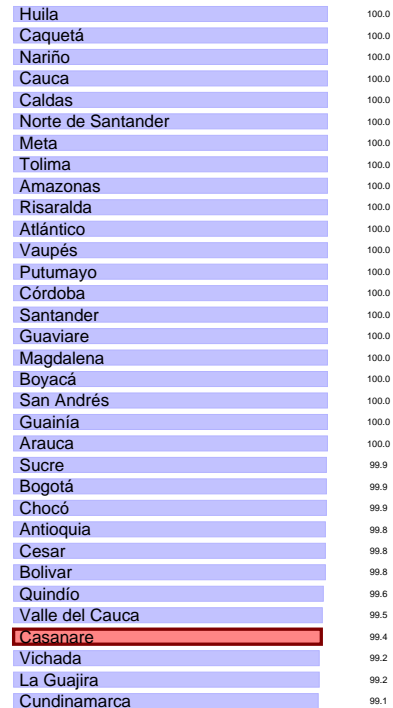 Huila 100.0
Caquetá 100.0
Nariño 100.0
Cauca 100.0
Caldas 100.0
Norte de Santander 100.0
Meta 100.0
Tolima 100.0
Amazonas 100.0
Risaralda 100.0
Atlántico 100.0
Vaupés 100.0
Putumayo 100.0
Córdoba 100.0
Santander 100.0
Guaviare 100.0
Magdalena 100.0
Boyacá 100.0
San Andrés 100.0
Guainía 100.0
Arauca 100.0
Sucre 99.9
Bogotá 99.9
Chocó 99.9
Antioquia 99.8
Cesar 99.8
Bolivar 99.8
Quindío 99.6
Valle del Cauca 99.5
Casanare 99.4
Vichada 99.2
La Guajira 99.2
Cundinamarca 99.1